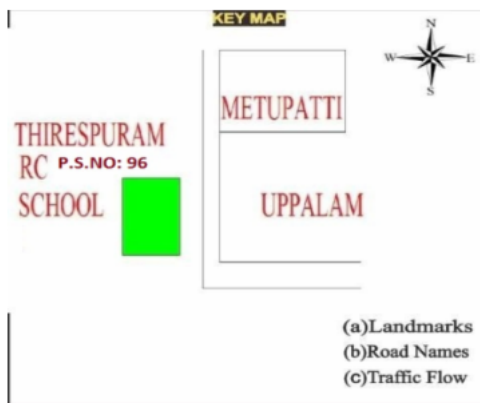 KEY MAP
N
W
E
S
METUPATTI
THIRESPURAM
RC P.S.NO: 96
SCHOOL
UPPALAM
(a)Landmarks
(b)Road Names
(c)Traffic Flow